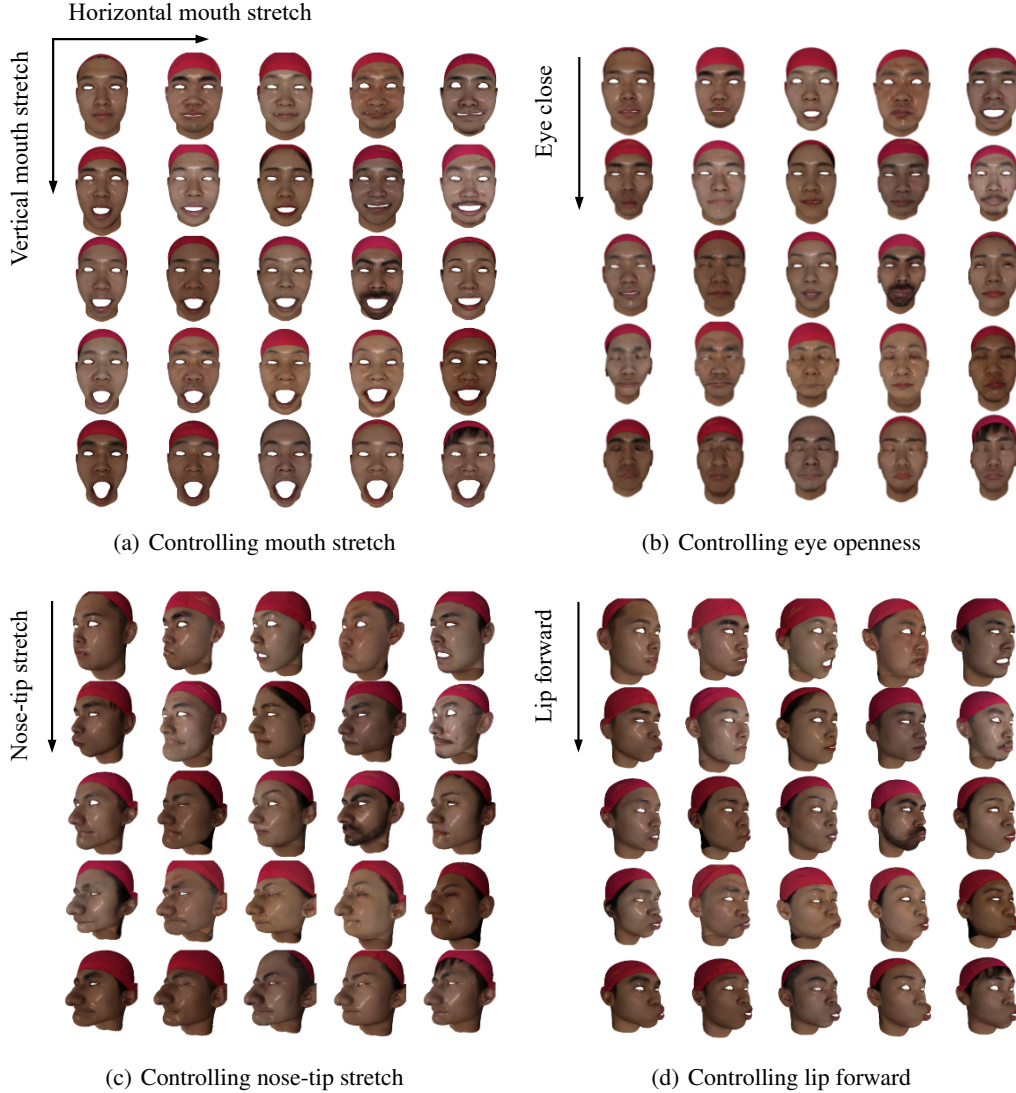 Horizontal mouth stretch
Vertical mouth stretch
Eye close
(a) Controlling mouth stretch
(b) Controlling eye openness
Nose-tip stretch
Lip forward
(c) Controlling nose-tip stretch
(d) Controlling lip forward